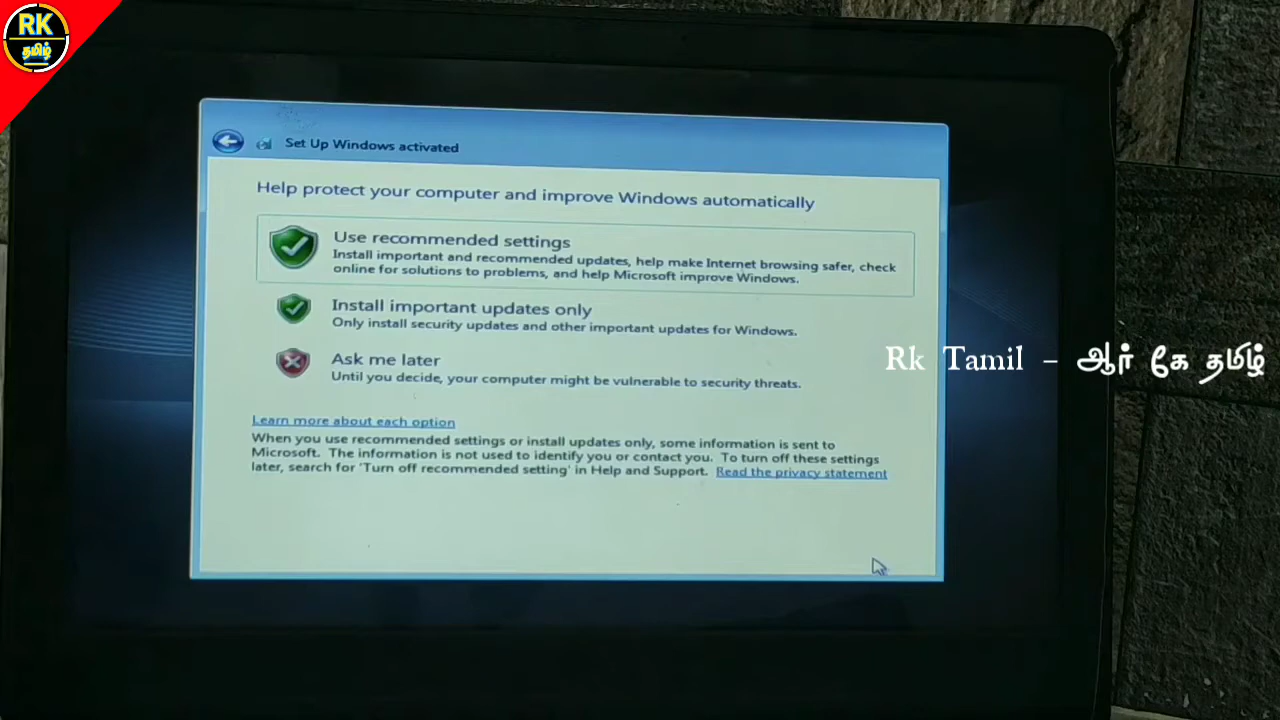 RK
தமிழ்
Set Up Windows activated
Help protect your computer and improve Windows automatically
Use recommended settings
Install important and recommended updates, help make Internet browsing safer, check
online for solutions to problems, and help Microsoft improve Windows.
Install important updates only
Only install security updates and other important updates for Windows.
Ask me later
Until you decide, your computer might be vulnerable to security threats.
Rk Tamil - ஆர் கே தமிழ்
Learn more about each option
When you use recommended settings or install updates only, some information is sent to
Microsoft. The information is not used to identify you or contact you. To turn off these settings
later, search for 'Turn off recommended setting' in Help and Support. Read the privacy statement